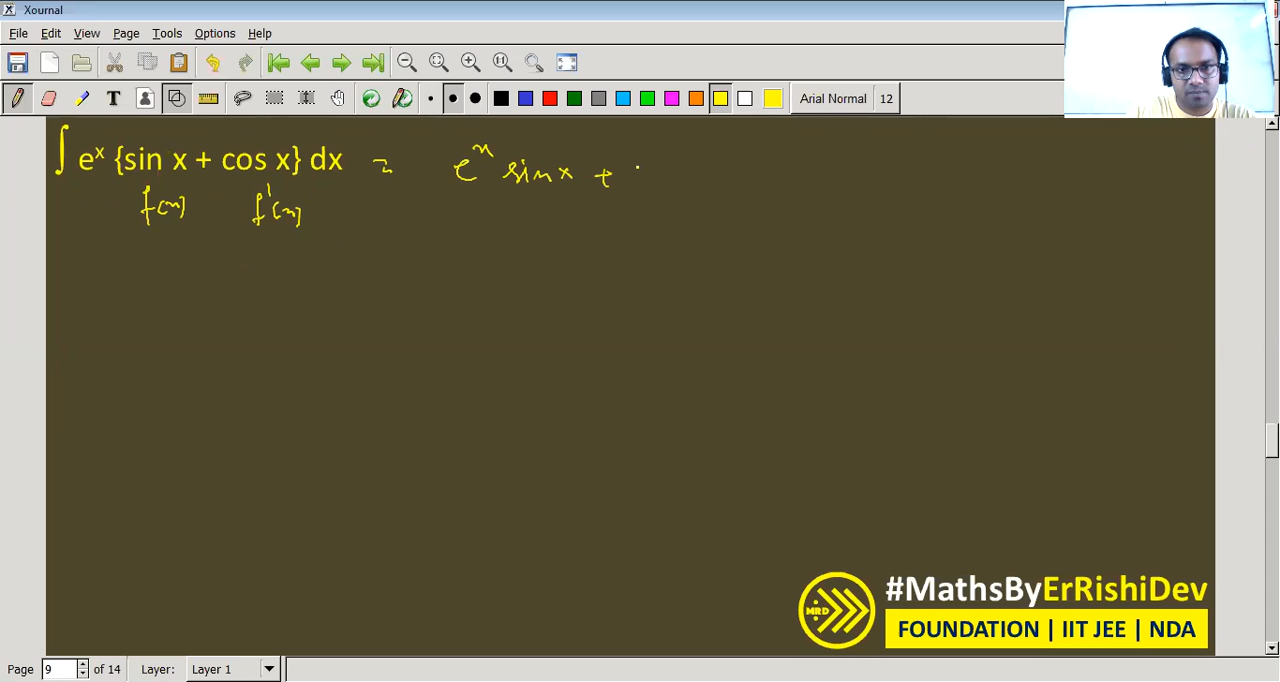 Xournal
File Edit View Page Tools Options Help
Arial Normal 12
∫ eˣ {sin x + cos x} dx = eˣ sin x +
f(x) f'(x)
MRD
#MathsByErRishiDev
FOUNDATION | IIT JEE | NDA
Page 9 of 14 Layer: Layer 1